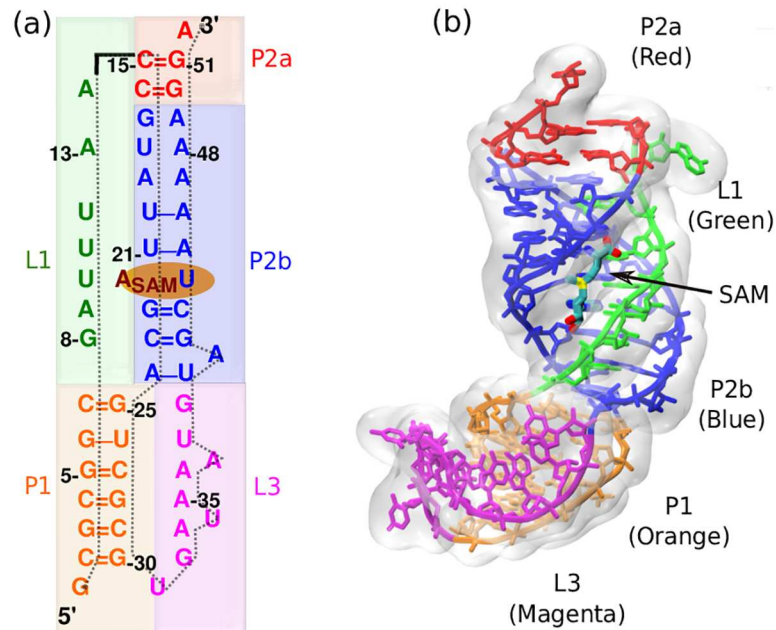 (a)
3'
A
15-C=G-51
P2a
C=G
A
G A
13-A
U A-48
A A
U
U—A
U
21-U—A
L1
P2b
U
A SAM U
A
G=C
8-G
C=G
A
A—U
C=G-25
G
G—U
U
A
5-G=C
A
P1
L3
C=G
A-35
G=C
A
U
C=G-30
G
G
U
5'
(b)
P2a
(Red)
L1
(Green)
SAM
P2b
(Blue)
P1
(Orange)
L3
(Magenta)